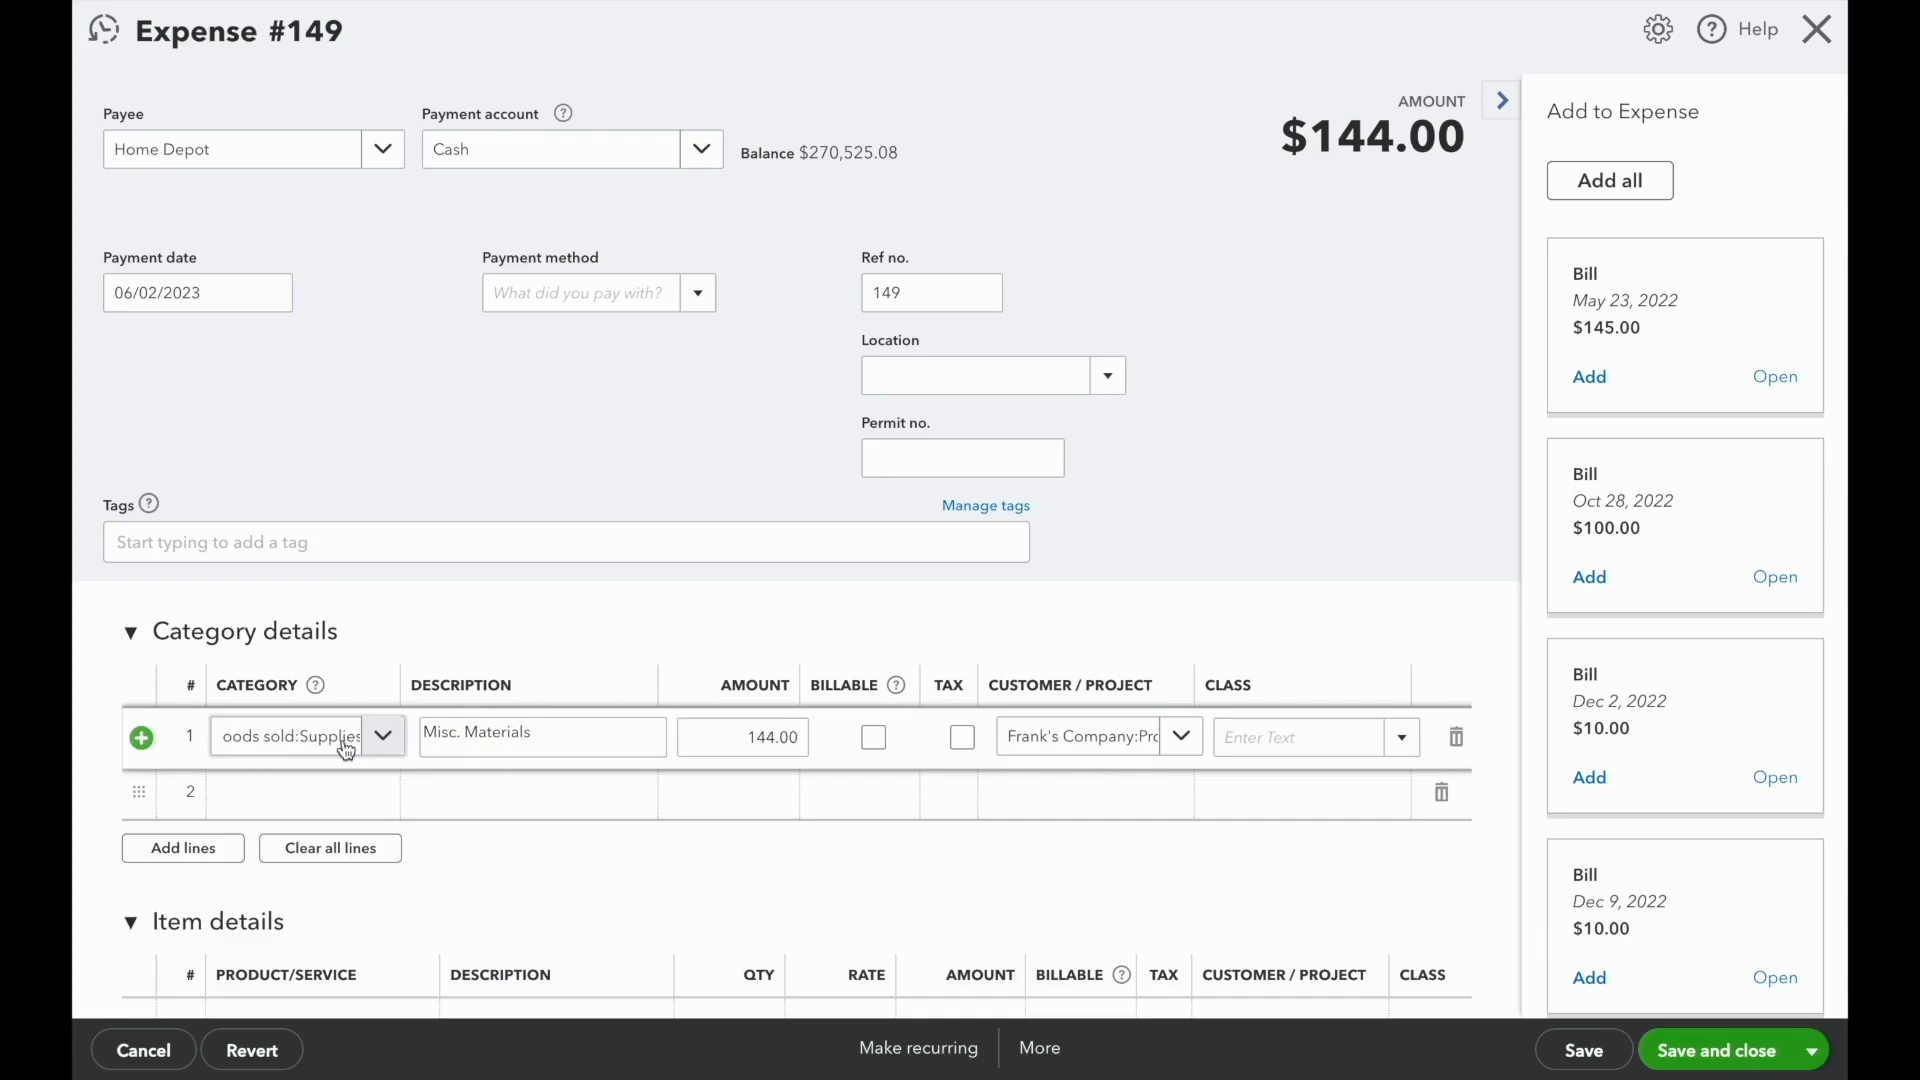 Expense #149
Help
Payee
Payment account
AMOUNT
$144.00
Home Depot
Cash
Balance $270,525.08
Payment date
Payment method
Ref no.
06/02/2023
What did you pay with?
149
Location
Permit no.
Tags
Manage tags
Start typing to add a tag
Category details
# CATEGORY DESCRIPTION AMOUNT BILLABLE TAX CUSTOMER / PROJECT CLASS
1 oods sold:Supplies Misc. Materials 144.00 Frank's Company:Prc Enter Text
2
Add lines
Clear all lines
Item details
# PRODUCT/SERVICE DESCRIPTION QTY RATE AMOUNT BILLABLE TAX CUSTOMER / PROJECT CLASS
Add to Expense
Add all
Bill
May 23, 2022
$145.00
Add Open
Bill
Oct 28, 2022
$100.00
Add Open
Bill
Dec 2, 2022
$10.00
Add Open
Bill
Dec 9, 2022
$10.00
Add Open
Cancel
Revert
Make recurring
More
Save
Save and close